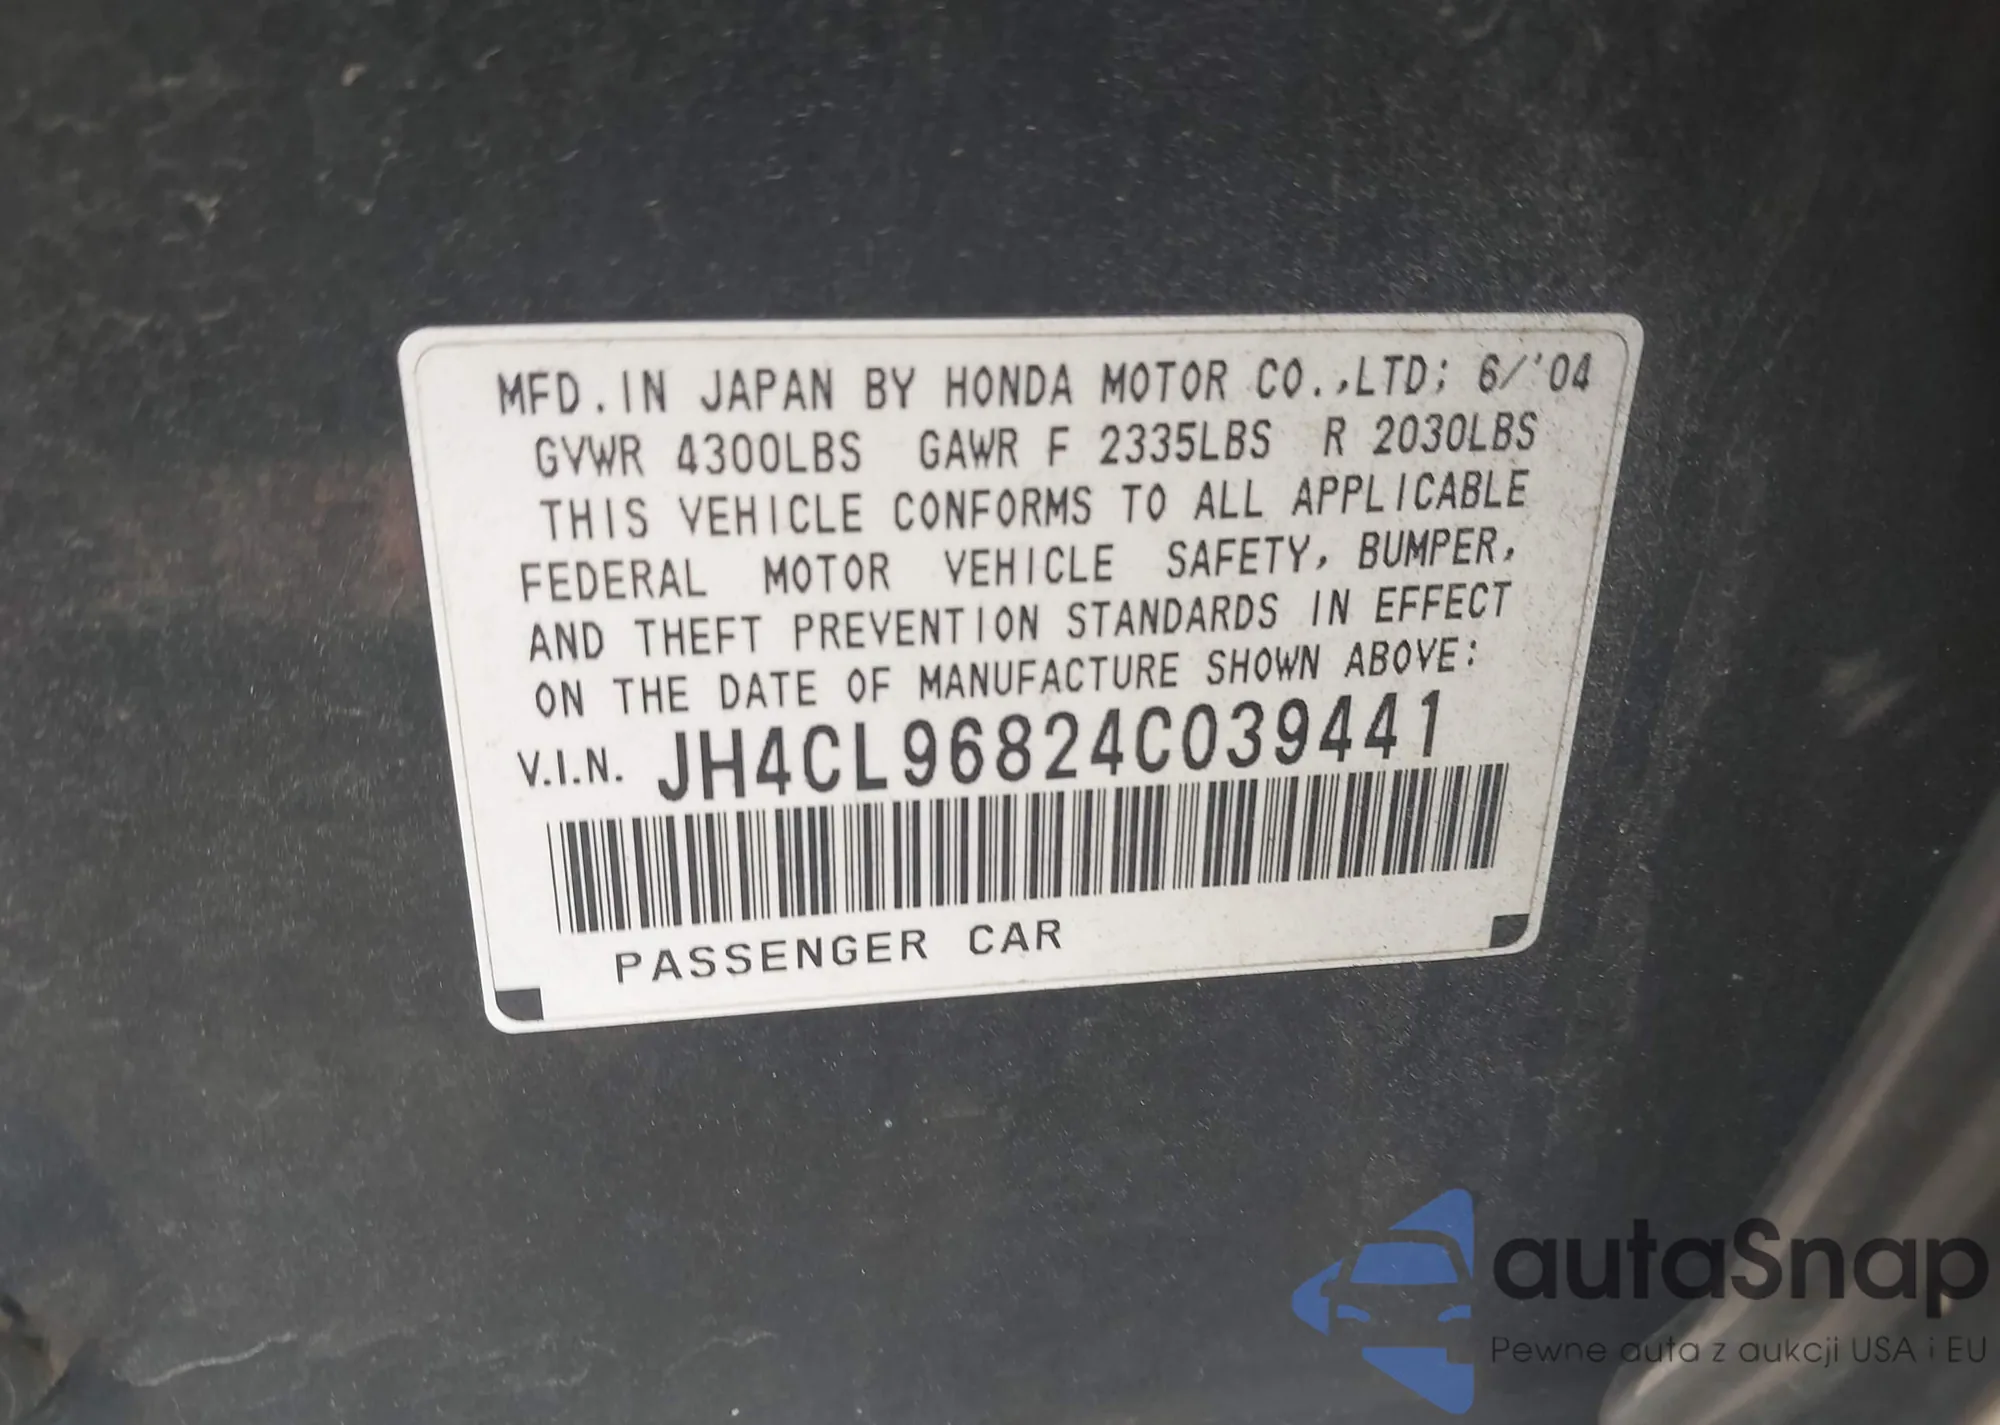 MFD.IN JAPAN BY HONDA MOTOR CO.,LTD; 6/'04
GVWR 4300LBS GAWR F 2335LBS R 2030LBS
THIS VEHICLE CONFORMS TO ALL APPLICABLE
FEDERAL MOTOR VEHICLE SAFETY, BUMPER,
AND THEFT PREVENTION STANDARDS IN EFFECT
ON THE DATE OF MANUFACTURE SHOWN ABOVE:
V.I.N. JH4CL96824C039441
PASSENGER CAR
autaSnap
Pewne auta z aukcji USA i EU